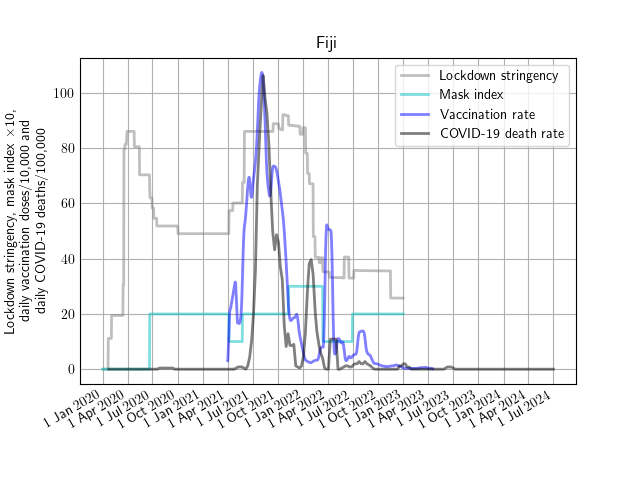 Fiji
Lockdown stringency, mask index ×10,
daily vaccination doses/10,000 and
daily COVID-19 deaths/100,000
100
80
60
40
20
0
Lockdown stringency
Mask index
Vaccination rate
COVID-19 death rate
1 Jan 2020
1 Apr 2020
1 Jul 2020
1 Oct 2020
1 Jan 2021
1 Apr 2021
1 Jul 2021
1 Oct 2021
1 Jan 2022
1 Apr 2022
1 Jul 2022
1 Oct 2022
1 Jan 2023
1 Apr 2023
1 Jul 2023
1 Oct 2023
1 Jan 2024
1 Apr 2024
1 Jul 2024